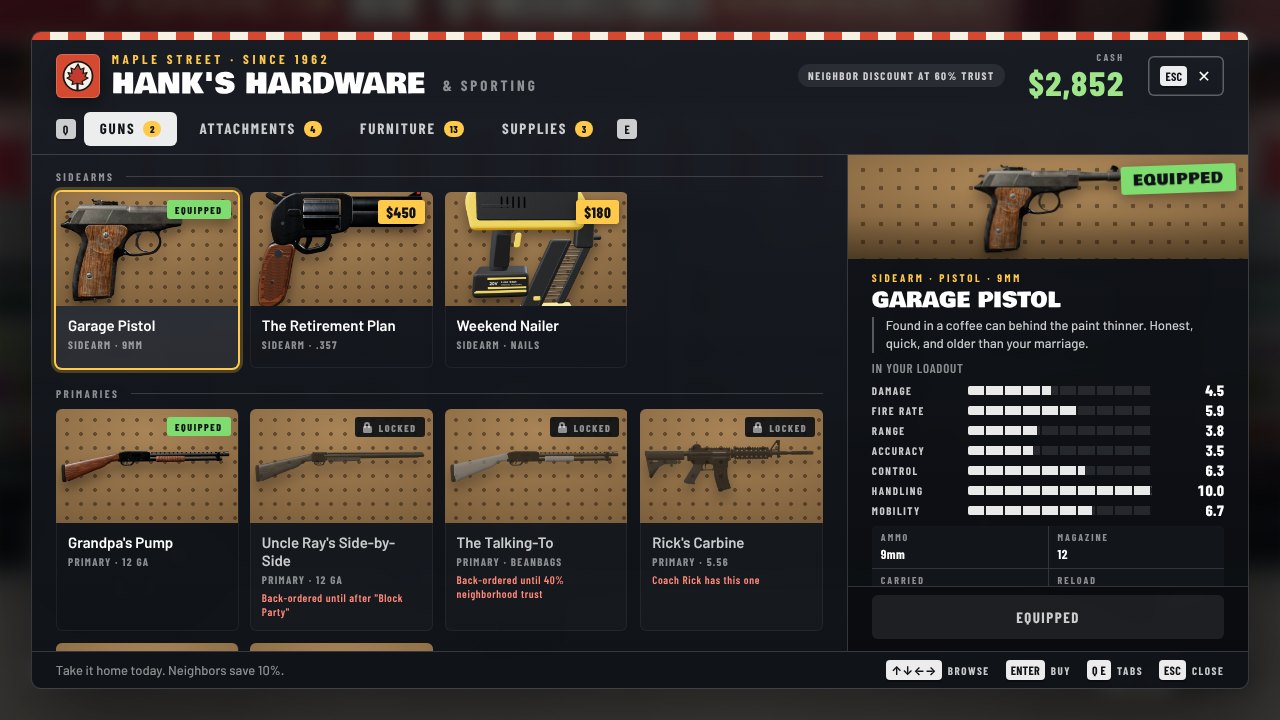 MAPLE STREET · SINCE 1962
HANK'S HARDWARE & SPORTING
NEIGHBOR DISCOUNT AT 60% TRUST
CASH
$2,852
ESC ✕
Q GUNS 2 ATTACHMENTS 4 FURNITURE 13 SUPPLIES 3 E
SIDEARMS
EQUIPPED
Garage Pistol
SIDEARM · 9MM
$450
The Retirement Plan
SIDEARM · .357
$180
Weekend Nailer
SIDEARM · NAILS
PRIMARIES
EQUIPPED
Grandpa's Pump
PRIMARY · 12 GA
LOCKED
Uncle Ray's Side-by-
Side
PRIMARY · 12 GA
Back-ordered until after "Block
Party"
LOCKED
The Talking-To
PRIMARY · BEANBAGS
Back-ordered until 40%
neighborhood trust
LOCKED
Rick's Carbine
PRIMARY · 5.56
Coach Rick has this one
EQUIPPED
SIDEARM · PISTOL · 9MM
GARAGE PISTOL
Found in a coffee can behind the paint thinner. Honest,
quick, and older than your marriage.
IN YOUR LOADOUT
DAMAGE 4.5
FIRE RATE 5.9
RANGE 3.8
ACCURACY 3.5
CONTROL 6.3
HANDLING 10.0
MOBILITY 6.7
AMMO
9mm
MAGAZINE
12
CARRIED
RELOAD
EQUIPPED
Take it home today. Neighbors save 10%.
↑↓←→ BROWSE ENTER BUY Q E TABS ESC CLOSE